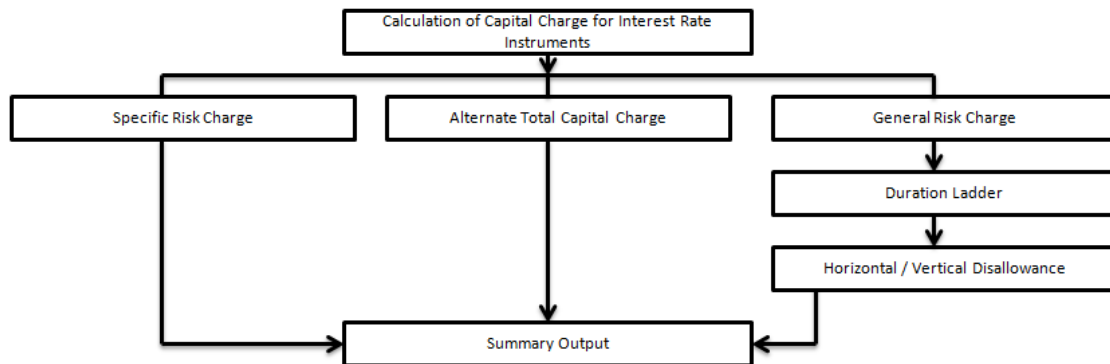 Calculation of Capital Charge for Interest Rate
Instruments
Specific Risk Charge
Alternate Total Capital Charge
General Risk Charge
Duration Ladder
Horizontal / Vertical Disallowance
Summary Output